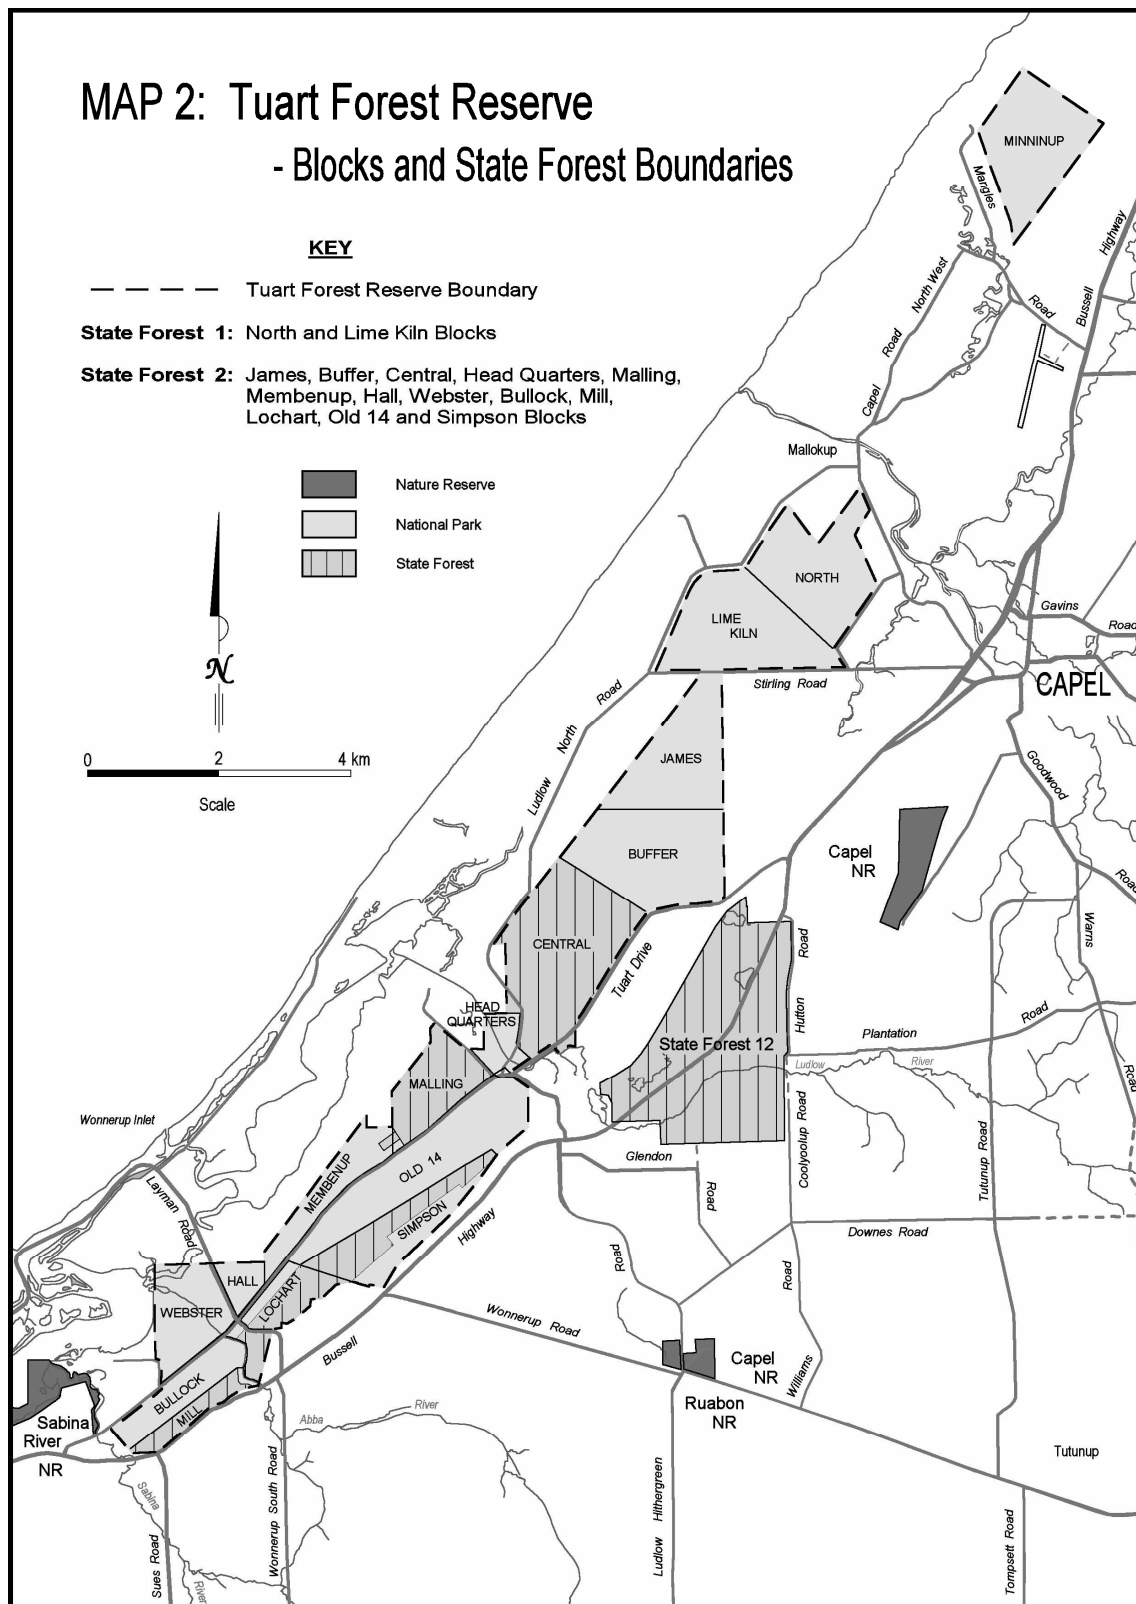 MAP 2: Tuart Forest Reserve
- Blocks and State Forest Boundaries
KEY
Tuart Forest Reserve Boundary
State Forest 1: North and Lime Kiln Blocks
State Forest 2: James, Buffer, Central, Head Quarters, Malling,
Membenup, Hall, Webster, Bullock, Mill,
Lochart, Old 14 and Simpson Blocks
Nature Reserve
National Park
State Forest
N
0 2 4 km
Scale
MINNINUP
Mangles
Road
Highway
Bussell
North West
Road
Capel
Mallokup
NORTH
LIME
KILN
Gavins
Road
CAPEL
Stirling Road
Road
North
Ludlow
JAMES
BUFFER
Goodwood
Road
Capel
NR
Warns
Road
CENTRAL
Tuart Drive
HEAD
QUARTERS
Road
Hutton
State Forest 12
Plantation
Road
Ludlow
River
MALLING
Wonnerup Inlet
Layman Road
MEMBENUP
OLD 14
SIMPSON
Highway
Bussell
Glendon
Road
Coolyoolup Road
Tutunup Road
Downes Road
Road
Road
Williams
HALL
WEBSTER
LOCHART
BULLOCK
MILL
Wonnerup Road
Capel
NR
Ruabon
NR
Sabina
River
NR
Abba
River
Tutunup
Sabina
River
Sues Road
Wonnerup South Road
Ludlow Hithergreen
Tompsett Road